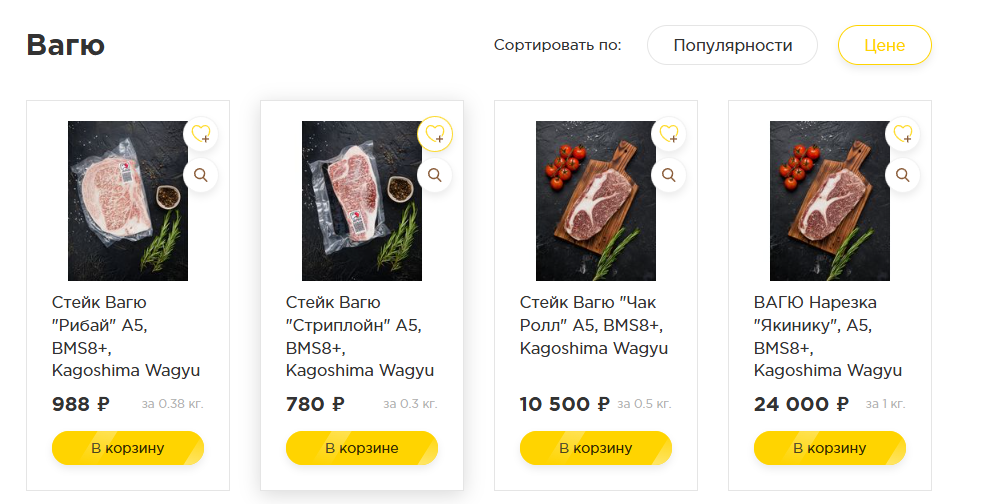 Вагю
Сортировать по: Популярности Цене
Стейк Вагю
"Рибай" А5,
BMS8+,
Kagoshima Wagyu
988 ₽ за 0.38 кг.
В корзину
Стейк Вагю
"Стриплойн" А5,
BMS8+,
Kagoshima Wagyu
780 ₽ за 0.3 кг.
В корзине
Стейк Вагю "Чак
Ролл" А5, BMS8+,
Kagoshima Wagyu
10 500 ₽ за 0.5 кг.
В корзину
ВАГЮ Нарезка
"Якинику", А5,
BMS8+,
Kagoshima Wagyu
24 000 ₽ за 1 кг.
В корзину